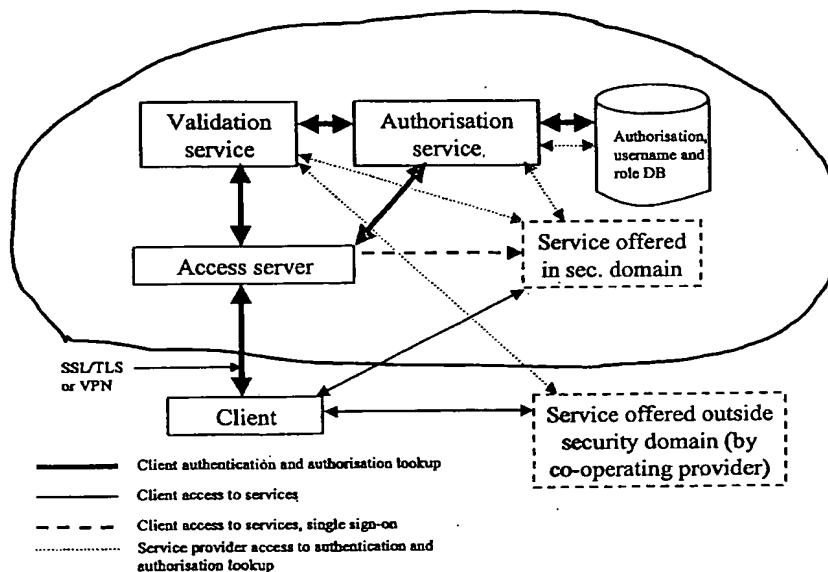 Validation
service
Authorisation
service.
Authorisation,
username and
role DB
Access server
Service offered
in sec. domain
SSL/TLS
or VPN
Client
Service offered outside
security domain (by
co-operating provider)
Client authentication and authorisation lookup
Client access to services
Client access to services, single sign-on
Service provider access to authentication and
authorisation lookup